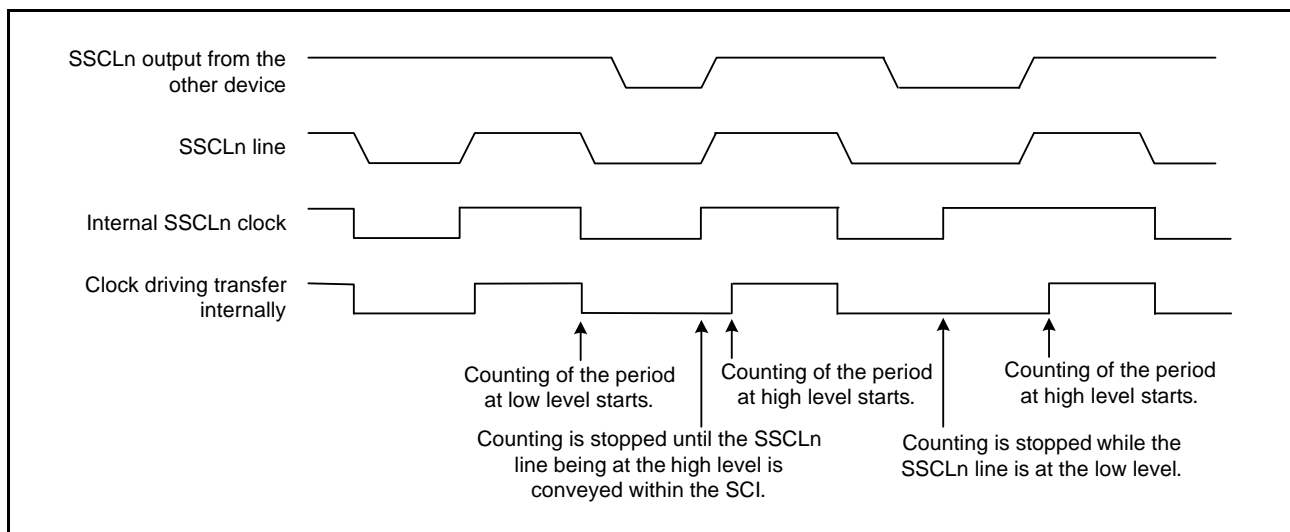 SSCLn output from the
other device
SSCLn line
Internal SSCLn clock
Clock driving transfer
internally
Counting of the period
at low level starts.
Counting of the period
at high level starts.
Counting of the period
at high level starts.
Counting is stopped until the SSCLn
line being at the high level is
conveyed within the SCI.
Counting is stopped while the
SSCLn line is at the low level.